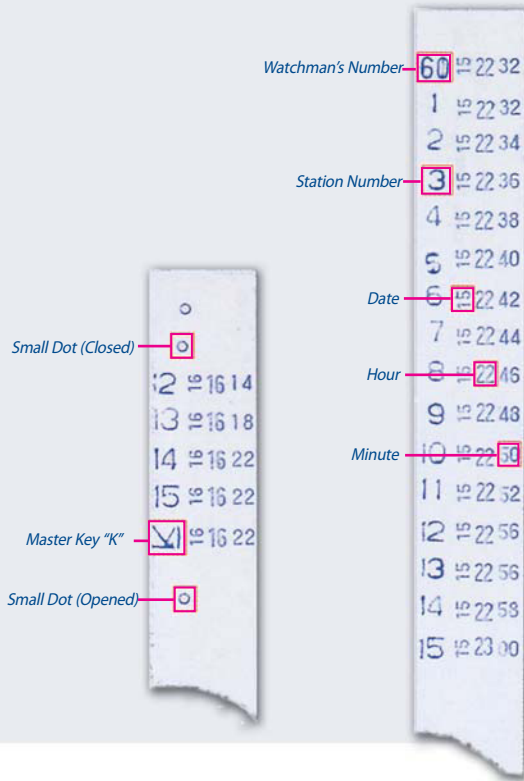 Watchman's Number
60 15 22 32
1 15 22 32
2 15 22 34
Station Number
3 15 22 36
4 15 22 38
5 15 22 40
Date
6 15 22 42
7 15 22 44
Hour
8 15 22 46
9 15 22 48
Minute
10 15 22 50
11 15 22 52
12 15 22 56
13 15 22 56
14 15 22 58
15 15 23 00
Small Dot (Closed)
12 16 16 14
13 16 16 18
14 16 16 22
15 16 16 22
Master Key "K"
K1 16 16 22
Small Dot (Opened)